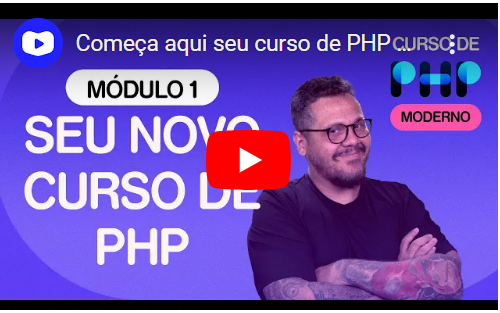 Começa aqui seu curso de PHP ...
CURSO DE
PHP
MODERNO
MÓDULO 1
SEU NOVO
CURSO DE
PHP